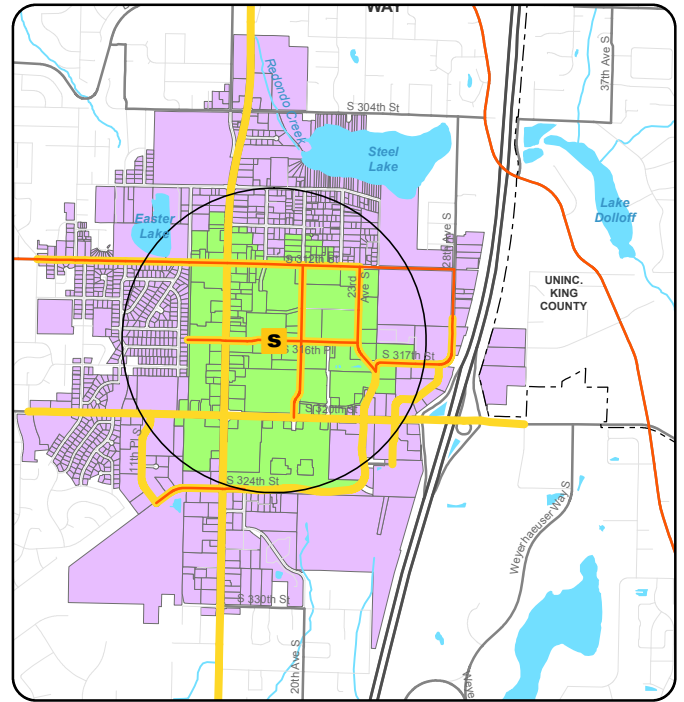 WAY
37th Ave S
Redondo Creek
S 304th St
Steel
Lake
Lake
Dolloff
Easter
Lake
28th Ave S
S 312th St
23rd
Ave S
UNINC.
KING
COUNTY
S
S 316th Pl
S 317th St
S 320th St
11th Pl S
S 324th St
Weyerhaeuser Way S
S 330th St
20th Ave S
Weye